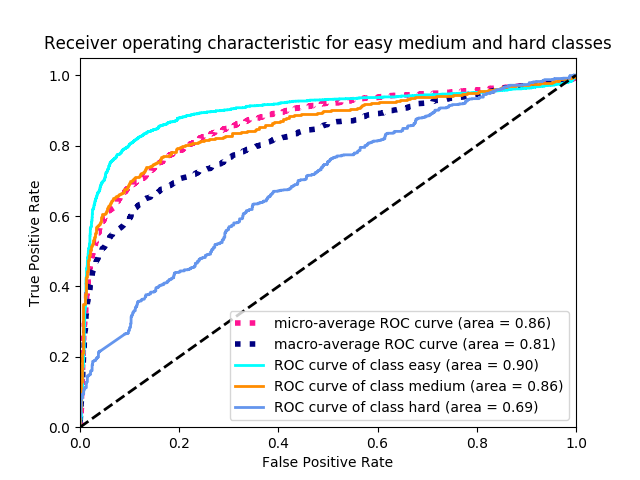 Receiver operating characteristic for easy medium and hard classes
1.0
0.8
0.6
0.4
0.2
0.0
True Positive Rate
micro-average ROC curve (area = 0.86)
macro-average ROC curve (area = 0.81)
ROC curve of class easy (area = 0.90)
ROC curve of class medium (area = 0.86)
ROC curve of class hard (area = 0.69)
0.0 0.2 0.4 0.6 0.8 1.0
False Positive Rate